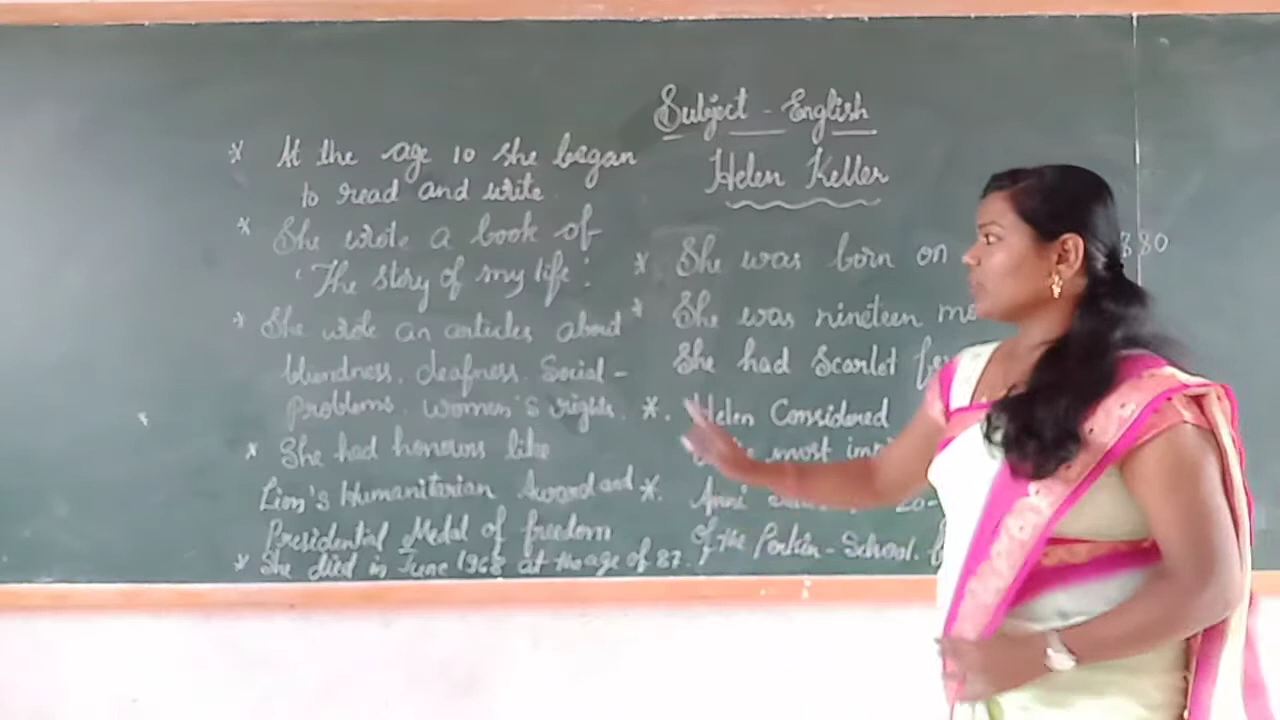 Subject - English
Helen Keller
* She was born on 880
* She was nineteen
She had Scarlet
*. Helen Considered
most
*.
of the Perkin - School.
* At the age 10 she began
to read and write
* She wrote a book of
'The story of my life'.
* She wrote an articles about
blindness, deafness, Social -
problems, women's rights.
* She had honours like
Lion's Humanitarian Award and
Presidential Medal of freedom
* She died in June 1968 at the age of 87.